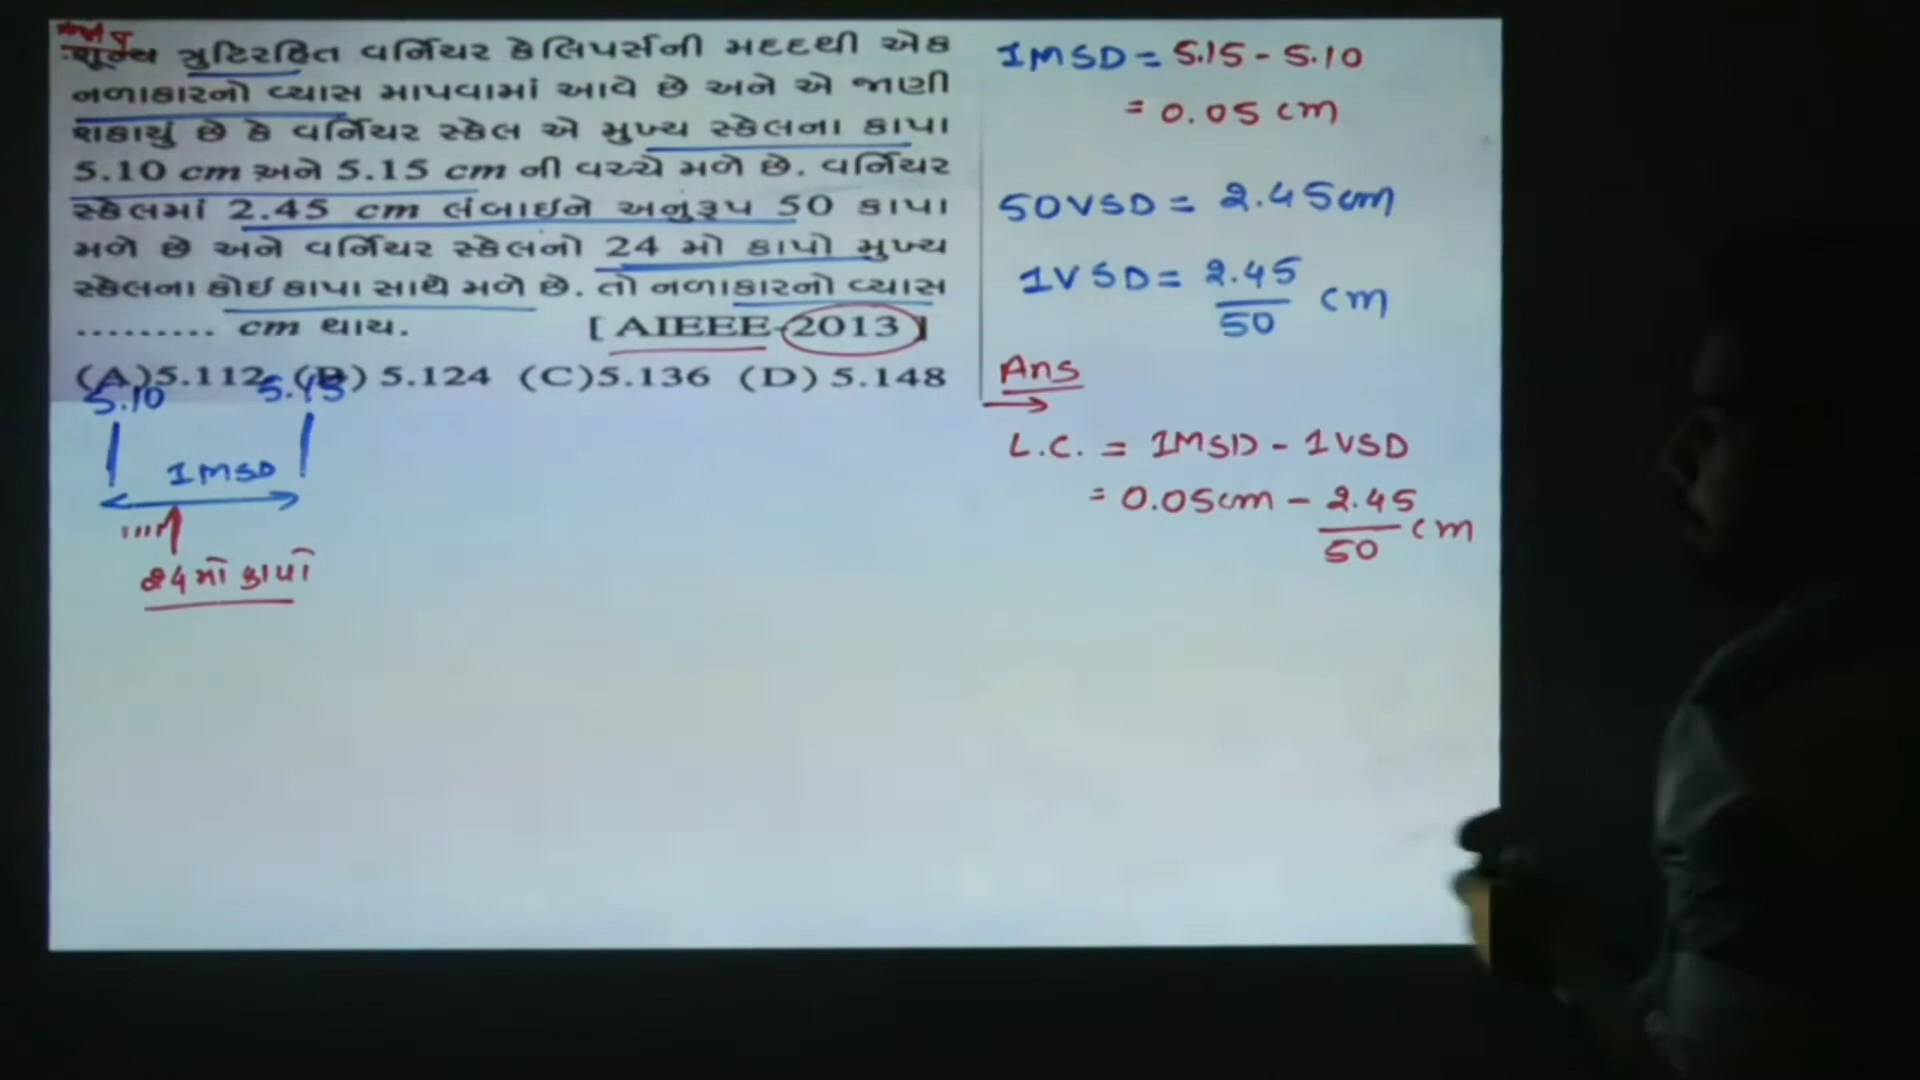 શૂન્ય ત્રુટિરહિત વર્નિયર કેલિપર્સની મદદથી એક
નળાકારનો વ્યાસ માપવામાં આવે છે અને એ જાણી
શકાયું છે કે વર્નિયર સ્કેલ એ મુખ્ય સ્કેલના કાપા
5.10 cm અને 5.15 cm ની વચ્ચે મળે છે. વર્નિયર
સ્કેલમાં 2.45 cm લંબાઇને અનુરૂપ 50 કાપા
મળે છે અને વર્નિયર સ્કેલનો 24 મો કાપો મુખ્ય
સ્કેલના કોઇ કાપા સાથે મળે છે. તો નળાકારનો વ્યાસ
......... cm થાય. [ AIEEE-2013 ]
(A)5.112 (B) 5.124 (C)5.136 (D) 5.148
5.10 5.15
1MSD
24 મો કાપો
1MSD = 5.15 - 5.10
= 0.05 cm
50VSD = 2.45cm
1VSD = 2.45
50 cm
Ans
L.C. = 1MSD - 1VSD
= 0.05cm - 2.45
50 cm